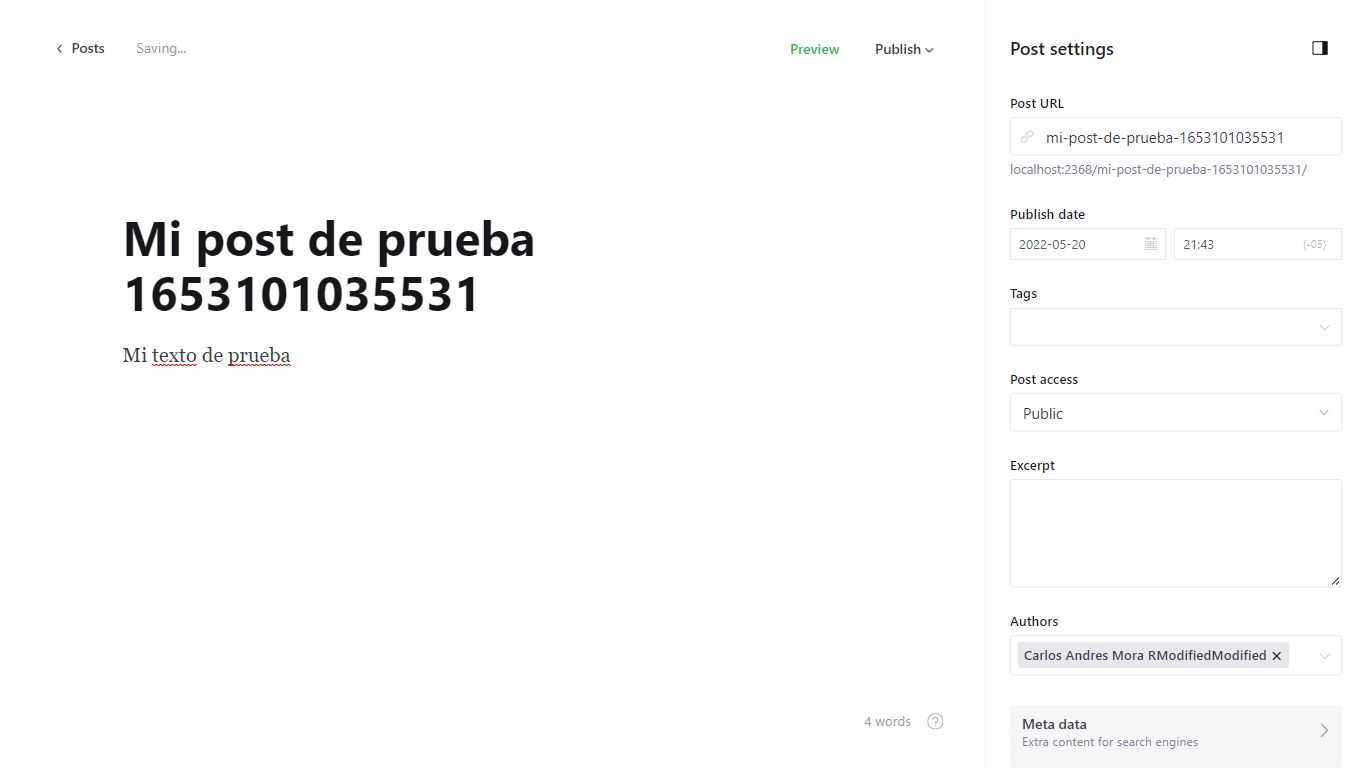 Posts
Saving...
Preview
Publish
Mi post de prueba
1653101035531
Mi texto de prueba
4 words
Post settings
Post URL
mi-post-de-prueba-1653101035531
localhost:2368/mi-post-de-prueba-1653101035531/
Publish date
2022-05-20
21:43
(-05)
Tags
Post access
Public
Excerpt
Authors
Carlos Andres Mora RModifiedModified ×
Meta data
Extra content for search engines